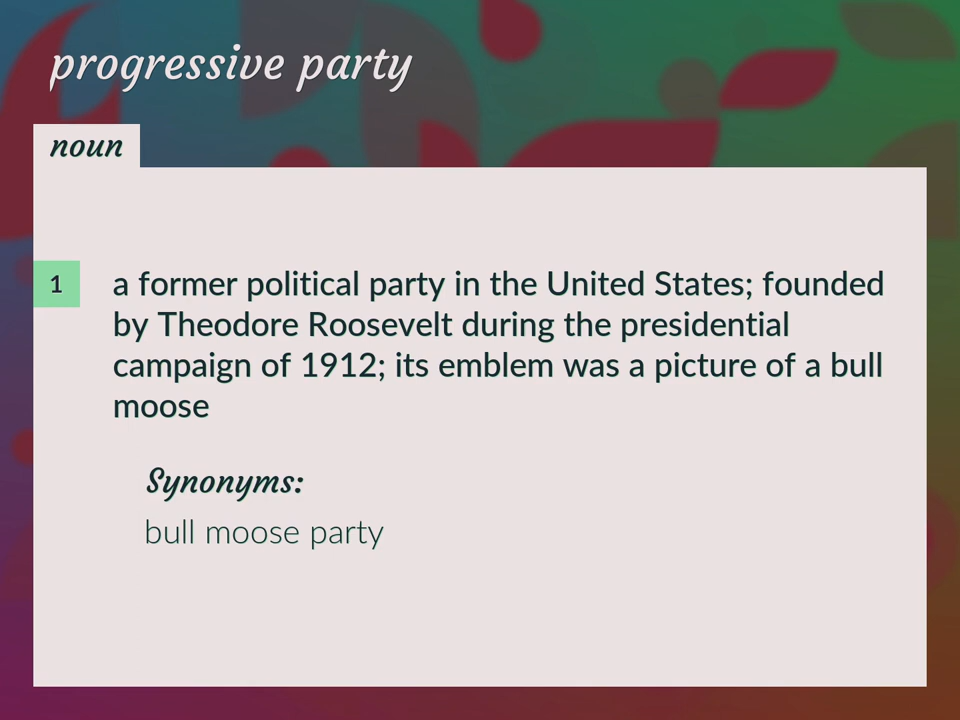 progressive party
noun
1
a former political party in the United States; founded
by Theodore Roosevelt during the presidential
campaign of 1912; its emblem was a picture of a bull
moose
Synonyms:
bull moose party